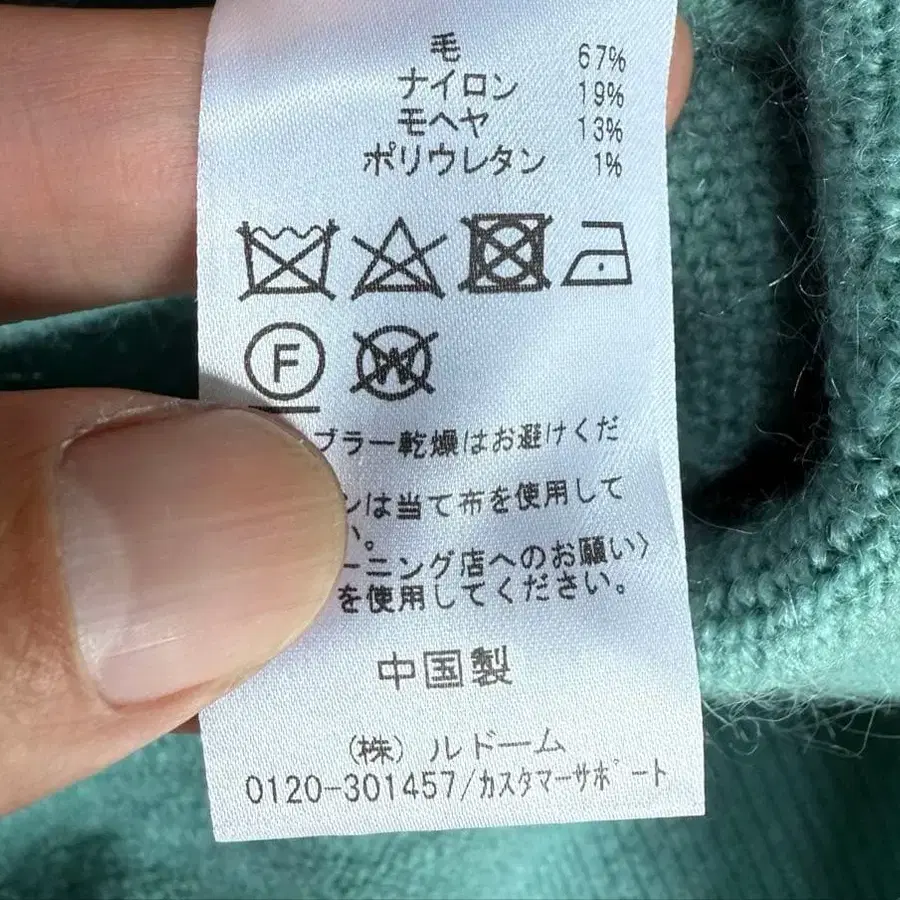 毛 67%
ナイロン 19%
モヘヤ 13%
ポリウレタン 1%
F W
ブラー乾燥はお避けくだ
ンは当て布を使用して
い。
ーニング店へのお願い〉
を使用してください。
中国製
(株) ルドーム
0120-301457/カスタマーサポート